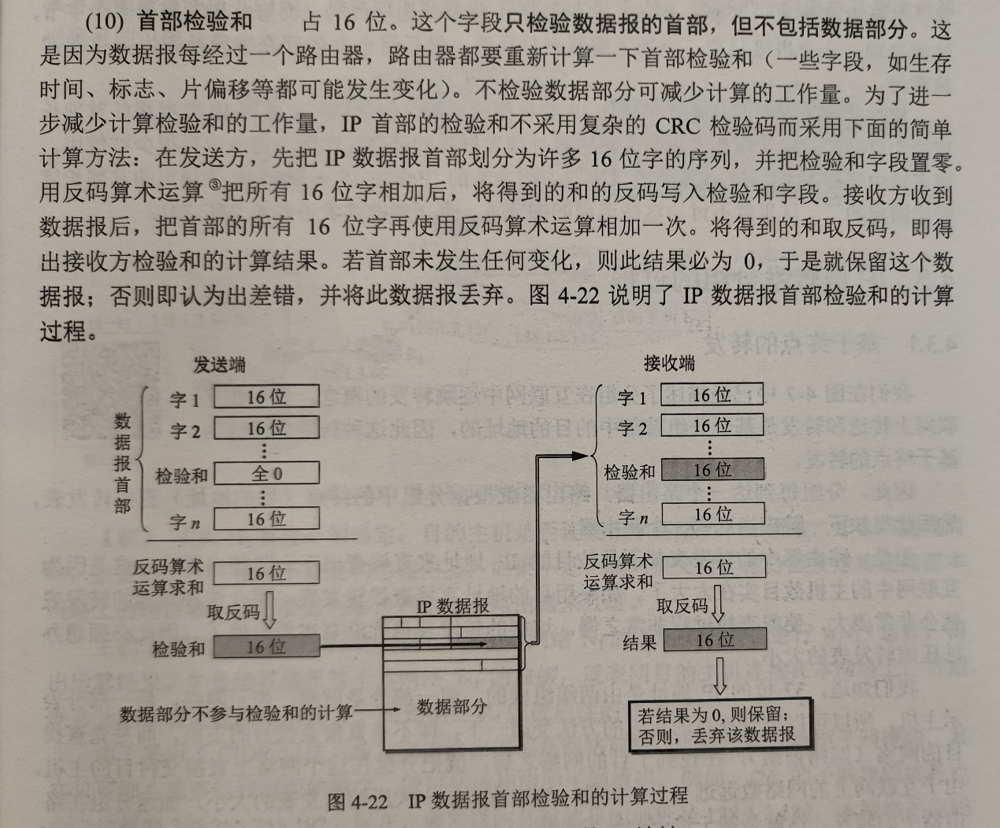 (10) 首部检验和 占 16 位。这个字段只检验数据报的首部，但不包括数据部分。这
是因为数据报每经过一个路由器，路由器都要重新计算一下首部检验和（一些字段，如生存
时间、标志、片偏移等都可能发生变化）。不检验数据部分可减少计算的工作量。为了进一
步减少计算检验和的工作量，IP 首部的检验和不采用复杂的 CRC 检验码而采用下面的简单
计算方法：在发送方，先把 IP 数据报首部划分为许多 16 位字的序列，并把检验和字段置零。
用反码算术运算⑧把所有 16 位字相加后，将得到的和的反码写入检验和字段。接收方收到
数据报后，把首部的所有 16 位字再使用反码算术运算相加一次。将得到的和取反码，即得
出接收方检验和的计算结果。若首部未发生任何变化，则此结果必为 0，于是就保留这个数
据报；否则即认为出差错，并将此数据报丢弃。图 4-22 说明了 IP 数据报首部检验和的计算
过程。
发送端
数据报首部
字 1 16 位
字 2 16 位
⋮
检验和 全 0
⋮
字 n 16 位
反码算术
运算求和
16 位
取反码
检验和 16 位
IP 数据报
数据部分
数据部分不参与检验和的计算
接收端
字 1 16 位
字 2 16 位
⋮
检验和 16 位
⋮
字 n 16 位
反码算术
运算求和
16 位
取反码
结果 16 位
若结果为 0, 则保留；
否则，丢弃该数据报
图 4-22 IP 数据报首部检验和的计算过程